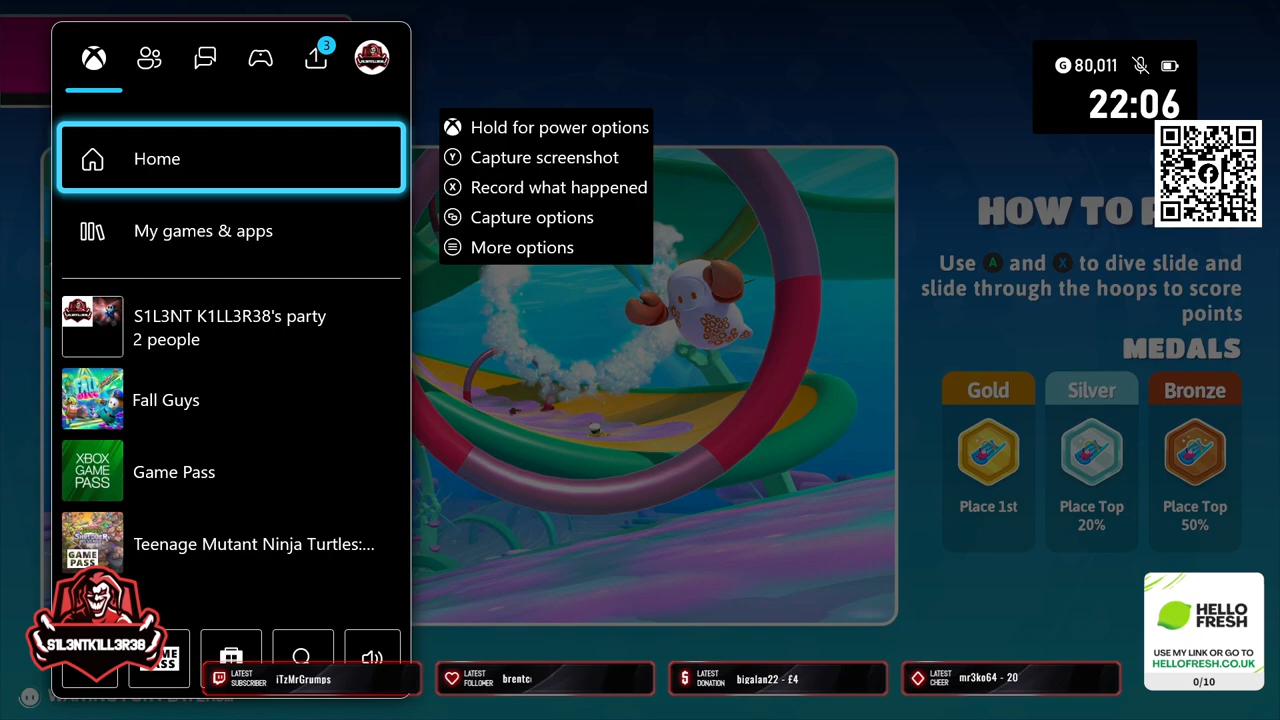 3
Home
My games & apps
S1L3NT K1LL3R38's party
2 people
Fall Guys
Game Pass
Teenage Mutant Ninja Turtles:...
XBOX
GAME
PASS
GAME
PASS
S1L3NTK1LL3R38
Hold for power options
Y Capture screenshot
X Record what happened
Capture options
More options
G 80,011
22:06
HOW TO
Use A and X to dive slide and
slide through the hoops to score
points
MEDALS
Gold
Silver
Bronze
Place 1st
Place Top
20%
Place Top
50%
HELLO
FRESH
USE MY LINK OR GO TO
HELLOFRESH.CO.UK
0/10
LATEST
SUBSCRIBER
iTzMrGrumps
LATEST
FOLLOWER
brentc
LATEST
DONATION
bigalan22 - £4
LATEST
CHEER
mr3ko64 - 20